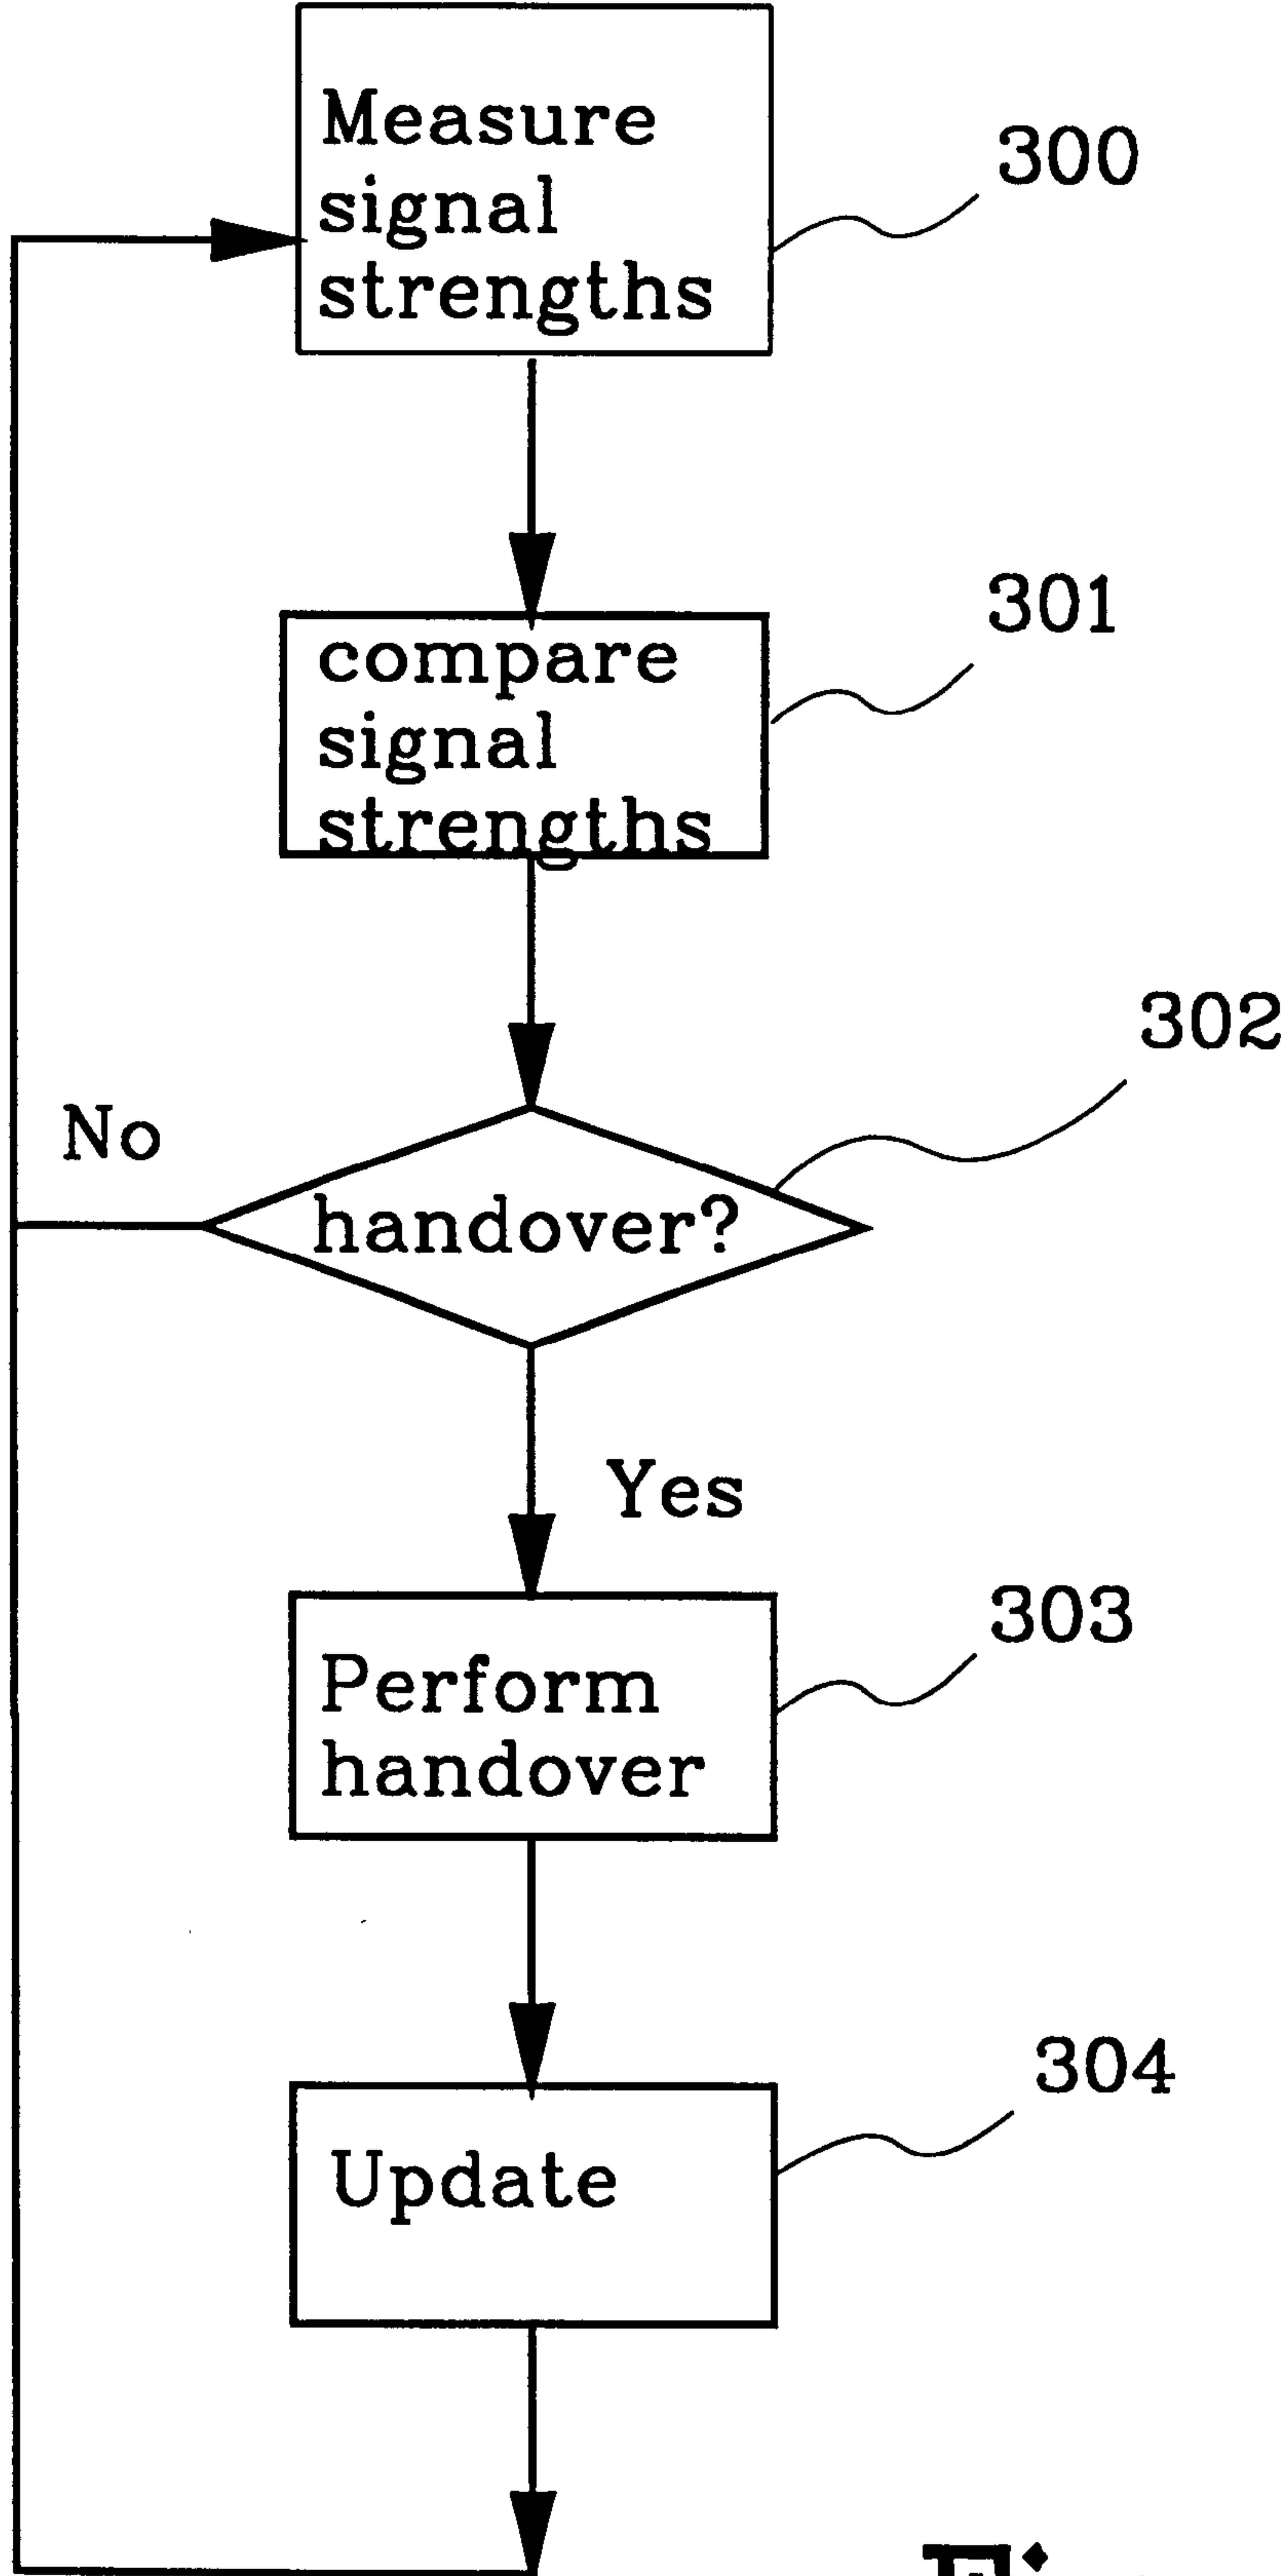 Measure
signal
strengths
300
compare
signal
strengths
301
302
No
handover?
Yes
Perform
handover
303
304
Update